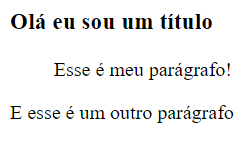 Olá eu sou um título
Esse é meu parágrafo!
E esse é um outro parágrafo